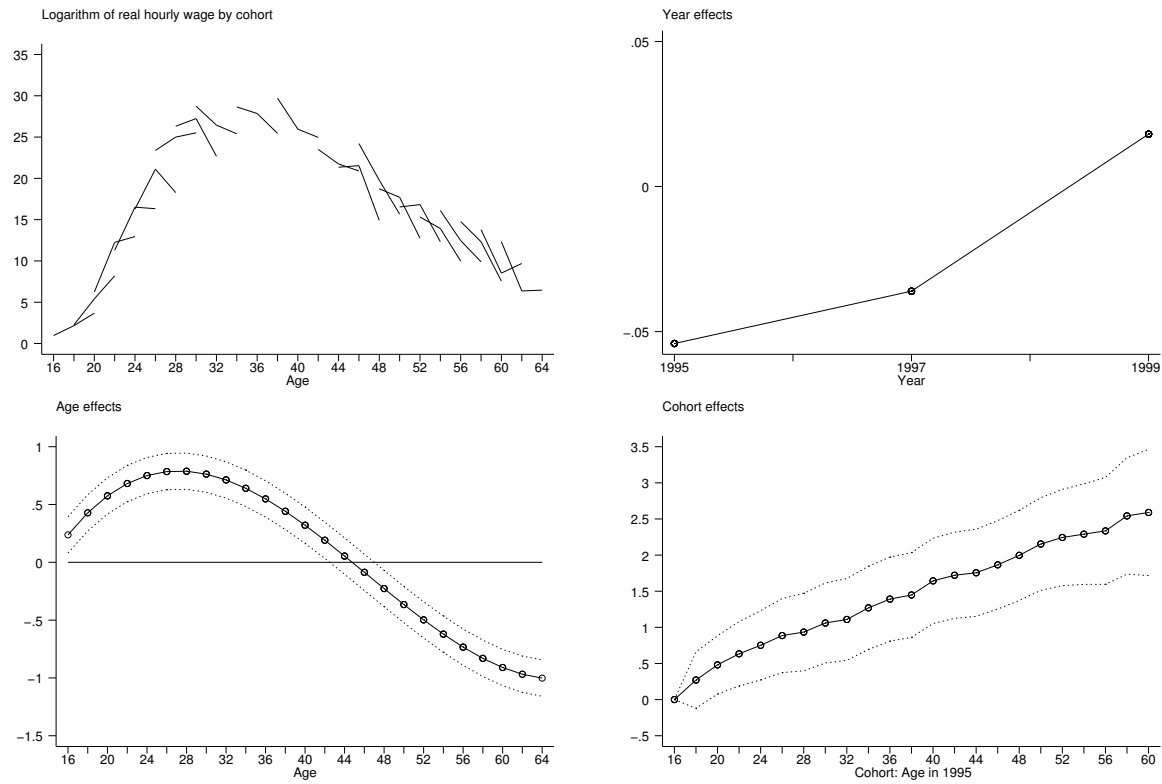 Logarithm of real hourly wage by cohort
35
30
25
20
15
10
5
0
16 20 24 28 32 36 40 44 48 52 56 60 64
Age
Year effects
.05
0
−.05
1995 1997 1999
Year
Age effects
1
.5
0
−.5
−1
−1.5
16 20 24 28 32 36 40 44 48 52 56 60 64
Age
Cohort effects
3.5
3
2.5
2
1.5
1
.5
0
−.5
16 20 24 28 32 36 40 44 48 52 56 60
Cohort: Age in 1995